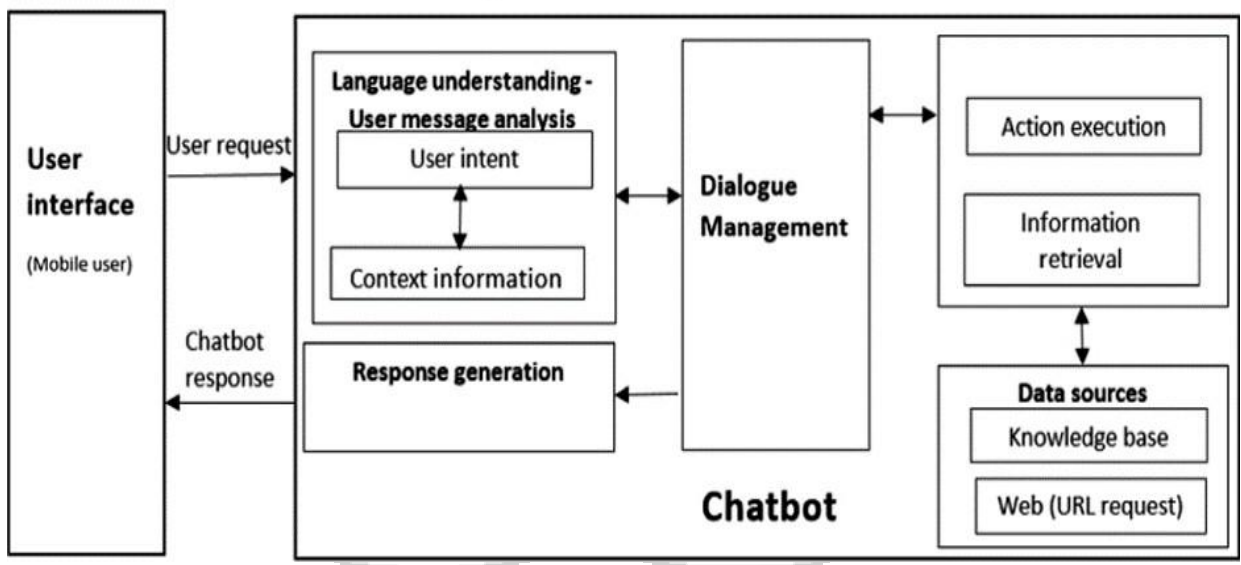 User
interface
(Mobile user)
User request
Chatbot
response
Language understanding -
User message analysis
User intent
Context information
Response generation
Dialogue
Management
Action execution
Information
retrieval
Data sources
Knowledge base
Web (URL request)
Chatbot